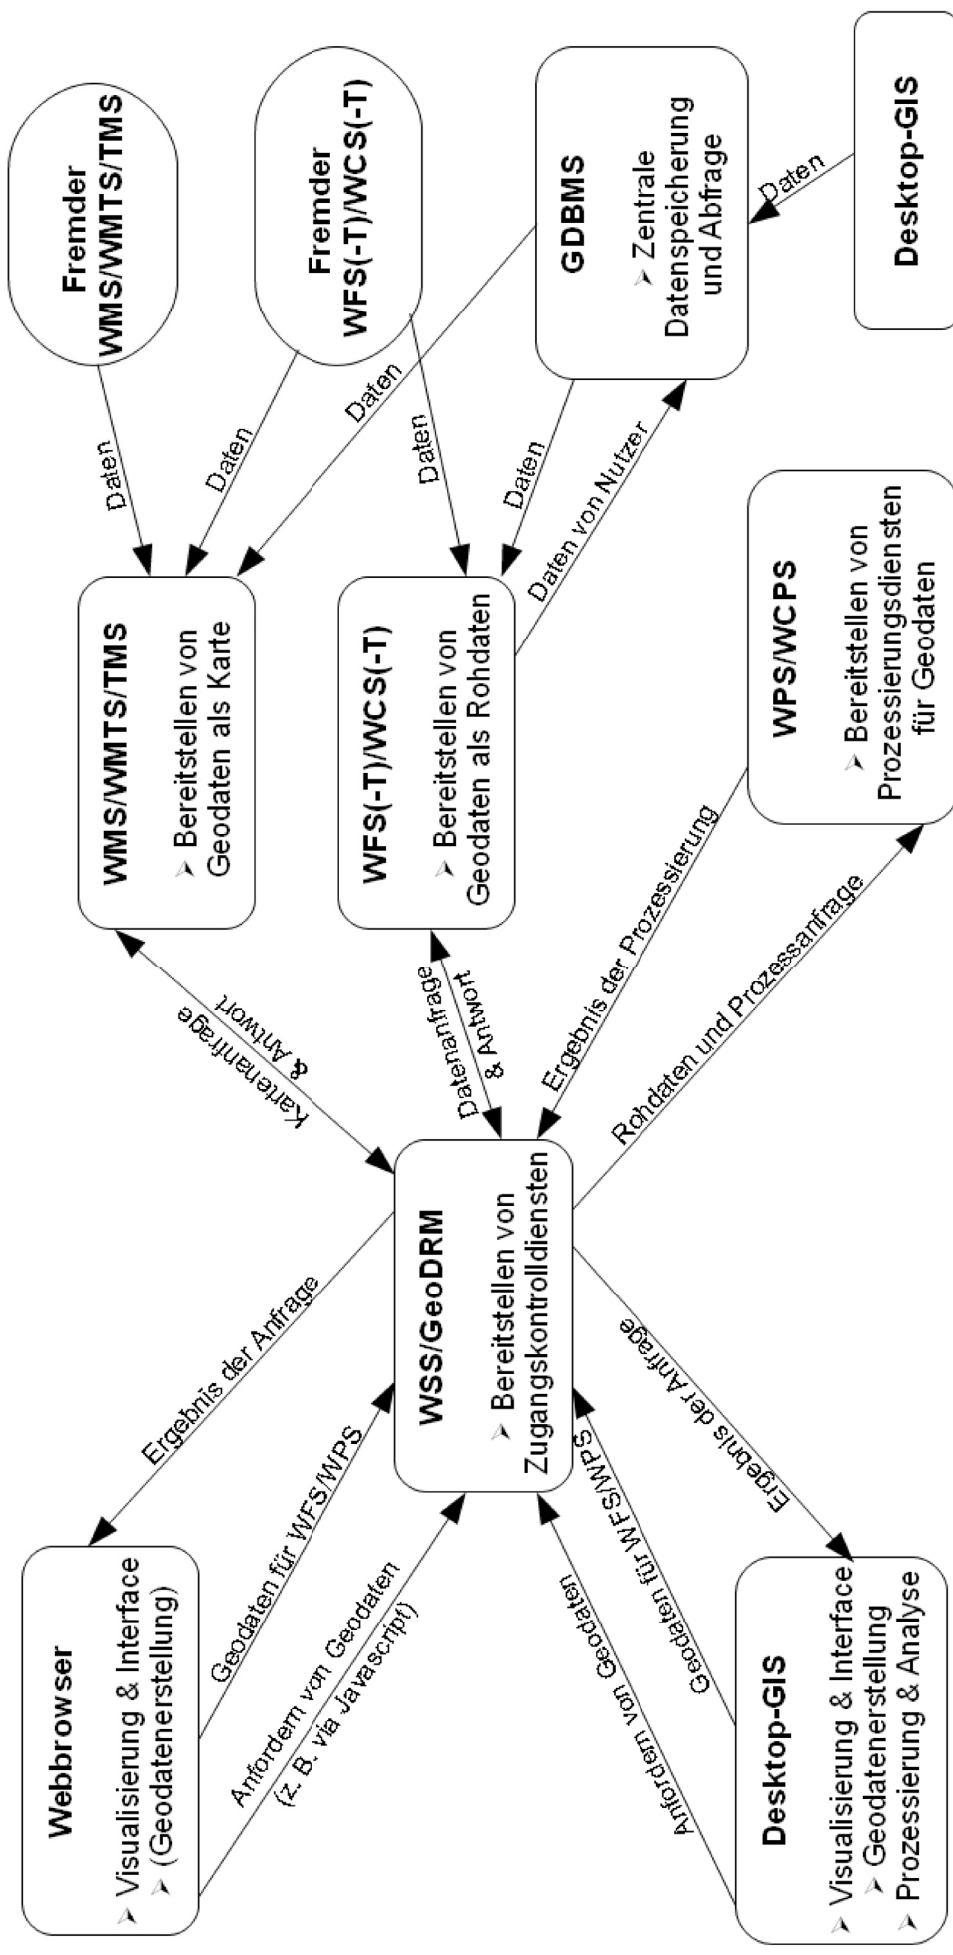 Webbrowser
➢ Visualisierung & Interface
➢ (Geodatenerstellung)
Ergebnis der Anfrage
Geodaten für WFS/WPS
Anfordern von Geodaten
(z. B. via Javascript)
Desktop-GIS
➢ Visualisierung & Interface
➢ Geodatenerstellung
➢ Prozessierung & Analyse
Anfordern von Geodaten
Geodaten für WFS/WPS
Ergebnis der Anfrage
WSS/GeoDRM
➢ Bereitstellen von
Zugangskontrolldiensten
Kartenanfrage
& Antwort
Datenanfrage
& Antwort
Ergebnis der Prozessierung
Rohdaten und Prozessanfrage
WMS/WMTS/TMS
➢ Bereitstellen von
Geodaten als Karte
WFS(-T)/WCS(-T)
➢ Bereitstellen von
Geodaten als Rohdaten
WPS/WCPS
➢ Bereitstellen von
Prozessierungsdiensten
für Geodaten
Daten
Daten
Daten
Daten
Daten
Daten von Nutzer
Fremder
WMS/WMTS/TMS
Fremder
WFS(-T)/WCS(-T)
GDBMS
➢ Zentrale
Datenspeicherung
und Abfrage
Daten
Desktop-GIS